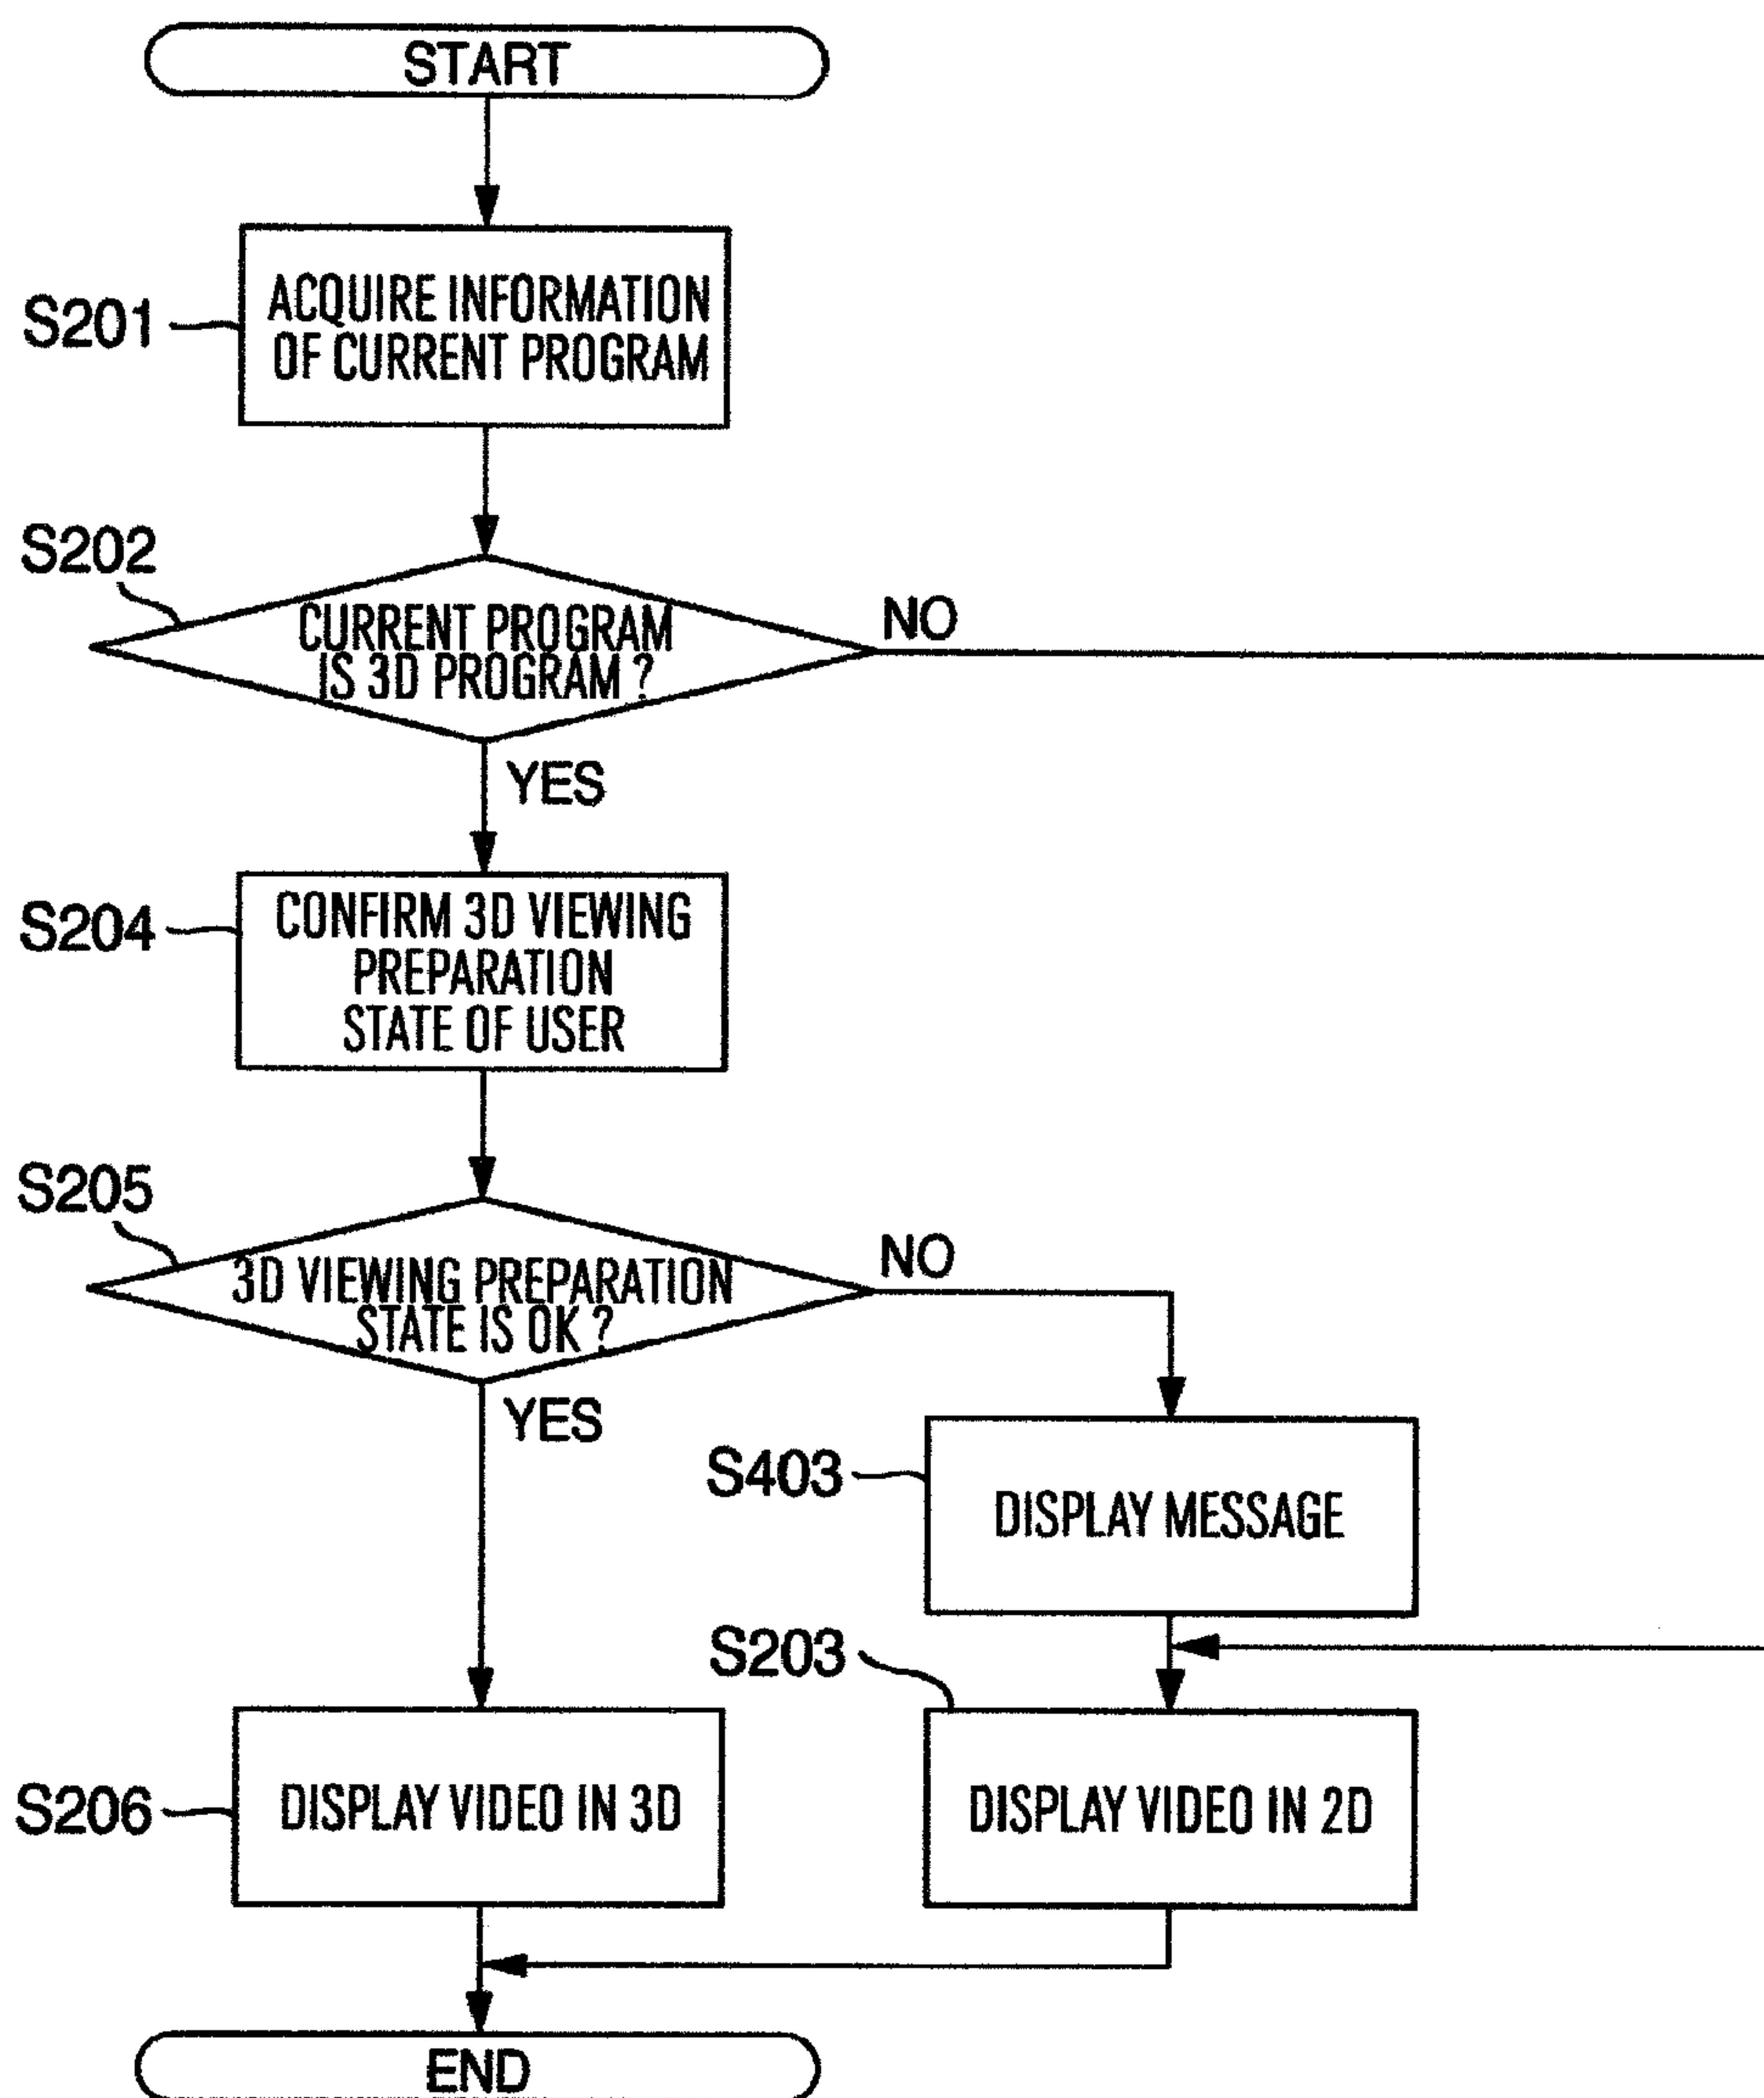 START
S201
ACQUIRE INFORMATION
OF CURRENT PROGRAM
S202
CURRENT PROGRAM
IS 3D PROGRAM ?
NO
YES
S204
CONFIRM 3D VIEWING
PREPARATION
STATE OF USER
S205
3D VIEWING PREPARATION
STATE IS OK ?
NO
YES
S403
DISPLAY MESSAGE
S203
S206
DISPLAY VIDEO IN 3D
DISPLAY VIDEO IN 2D
END